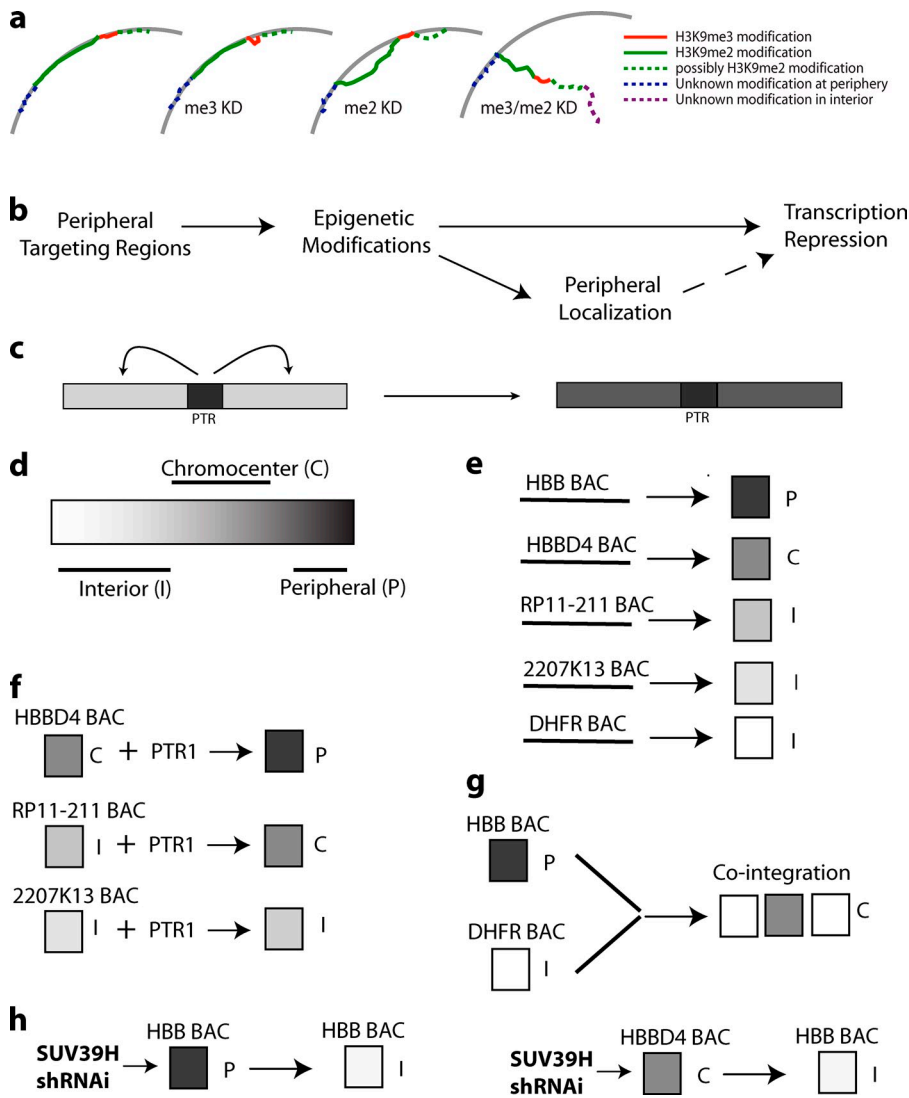 a
me3 KD
me2 KD
me3/me2 KD
H3K9me3 modification
H3K9me2 modification
possibly H3K9me2 modification
Unknown modification at periphery
Unknown modification in interior
b
Peripheral
Targeting Regions
Epigenetic
Modifications
Transcription
Repression
Peripheral
Localization
c
PTR
PTR
d
Chromocenter (C)
Interior (I)
Peripheral (P)
e
HBB BAC
P
HBBD4 BAC
C
RP11-211 BAC
I
2207K13 BAC
I
DHFR BAC
I
f
HBBD4 BAC
C + PTR1
P
RP11-211 BAC
I + PTR1
C
2207K13 BAC
I + PTR1
I
g
HBB BAC
P
DHFR BAC
I
Co-integration
C
h
SUV39H
shRNAi
HBB BAC
P
HBB BAC
I
SUV39H
shRNAi
HBBD4 BAC
C
HBB BAC
I